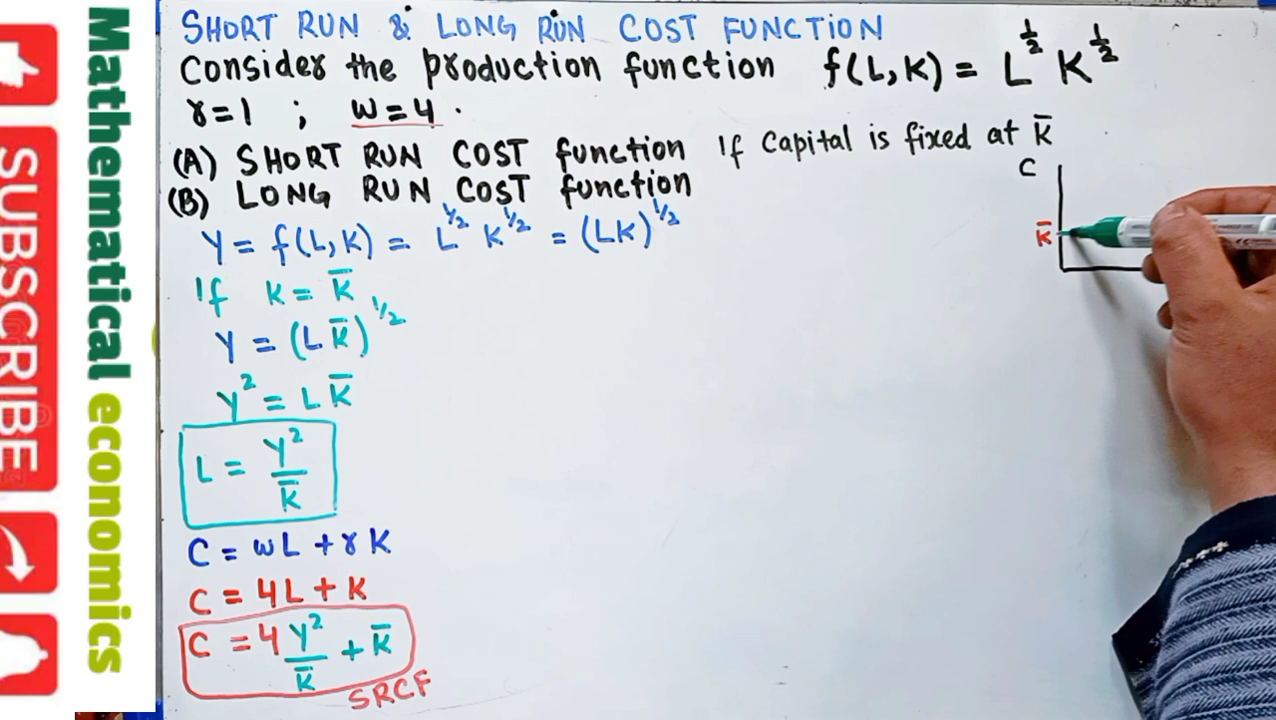 SHORT RUN & LONG RUN COST FUNCTION
Consider the production function f(L,K) = L^½ K^½
r=1 ; w=4 .
(A) SHORT RUN COST function If Capital is fixed at K̅
(B) LONG RUN COST function
C
K̅
Y = f(L,K) = L^½ K^½ = (LK)^½
If K = K̅
Y = (L K̅)^½
Y² = L K̅
L = Y²/K̅
C = wL + rK
C = 4L + K
C = 4 Y²/K̅ + K̅
SRCF
SUBSCRIBE
Mathematical economics